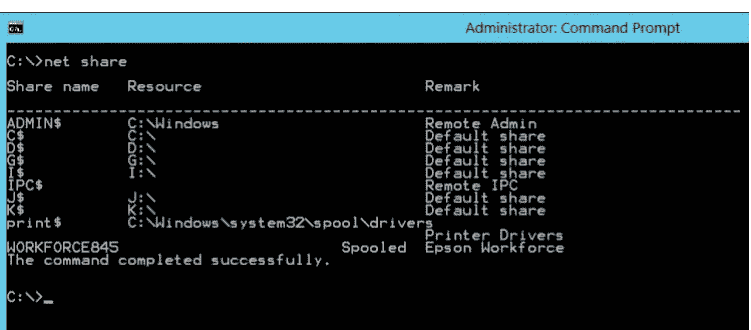 Administrator: Command Prompt
C:\>net share
Share name   Resource                        Remark
-------------------------------------------------------------------------------
ADMIN$       C:\Windows                      Remote Admin
C$           C:\                             Default share
D$           D:\                             Default share
G$           G:\                             Default share
I$           I:\                             Default share
IPC$                                         Remote IPC
J$           J:\                             Default share
K$           K:\                             Default share
print$       C:\Windows\system32\spool\drivers
                                             Printer Drivers
WORKFORCE845                        Spooled  Epson Workforce
The command completed successfully.
C:\>_